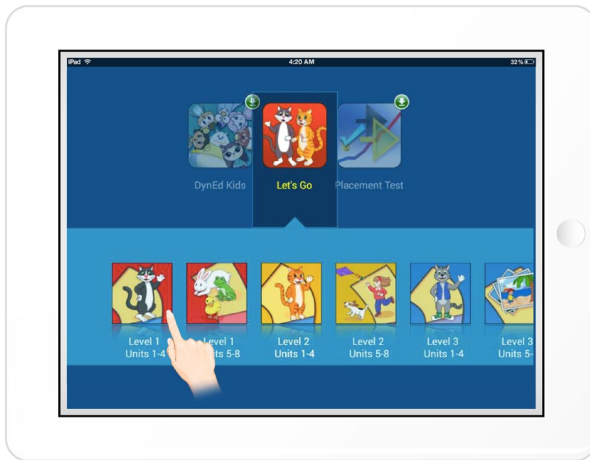 iPad 4:20 AM 32%
DynEd Kids Let's Go Placement Test
Level 1 Level 1 Level 2 Level 2 Level 3 Level 3
Units 1-4 Units 5-8 Units 1-4 Units 5-8 Units 1-4 Units 5-